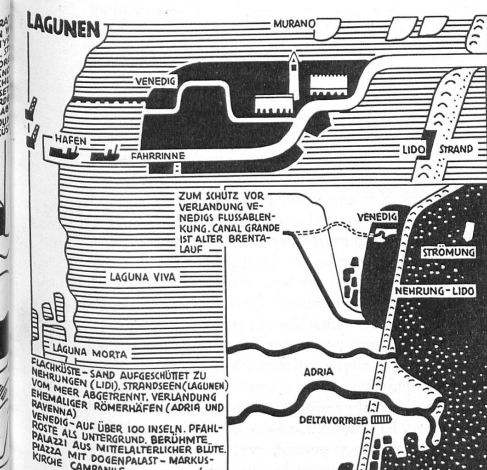 LAGUNEN
MURANO
VENEDIG
HAFEN
FAHRRINNE
LIDO
STRAND
ZUM SCHUTZ VOR
VERLANDUNG VE-
NEDIGS FLUSSABLEN-
KUNG. CANAL GRANDE
IST ALTER BRENTA-
LAUF
VENEDIG
STRÖMUNG
NEHRUNG-LIDO
LAGUNA VIVA
LAGUNA MORTA
ADRIA
DELTAVORTRIEB
FLACHKÜSTE - SAND AUFGESCHÜTTET ZU
NEHRUNGEN (LIDI). STRANDSEEN (LAGUNEN)
VOM MEER ABGETRENNT. VERLANDUNG
EHEMALIGER RÖMERHÄFEN (ADRIA UND
RAVENNA)
VENEDIG - AUF ÜBER 100 INSELN. PFAHL-
ROSTE ALS UNTERGRUND. BERÜHMTE
PALAZZI AUS MITTELALTERLICHER BLÜTE.
PIAZZA MIT DOGENPALAST - MARKUS-
KIRCHE CAMPANILE